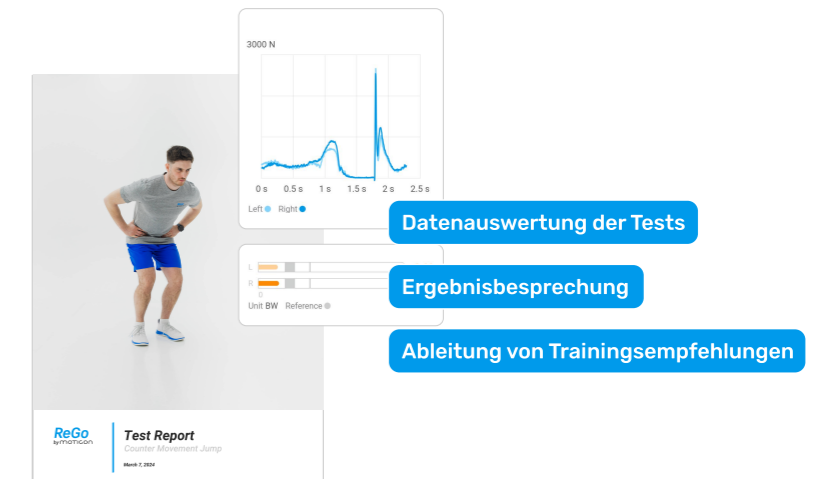 3000 N
0 s 0.5 s 1 s 1.5 s 2 s 2.5 s
Left Right
Datenauswertung der Tests
L
R
0
Unit BW Reference
Ergebnisbesprechung
Ableitung von Trainingsempfehlungen
ReGo
by moticon
Test Report
Counter Movement Jump
March 7, 2024